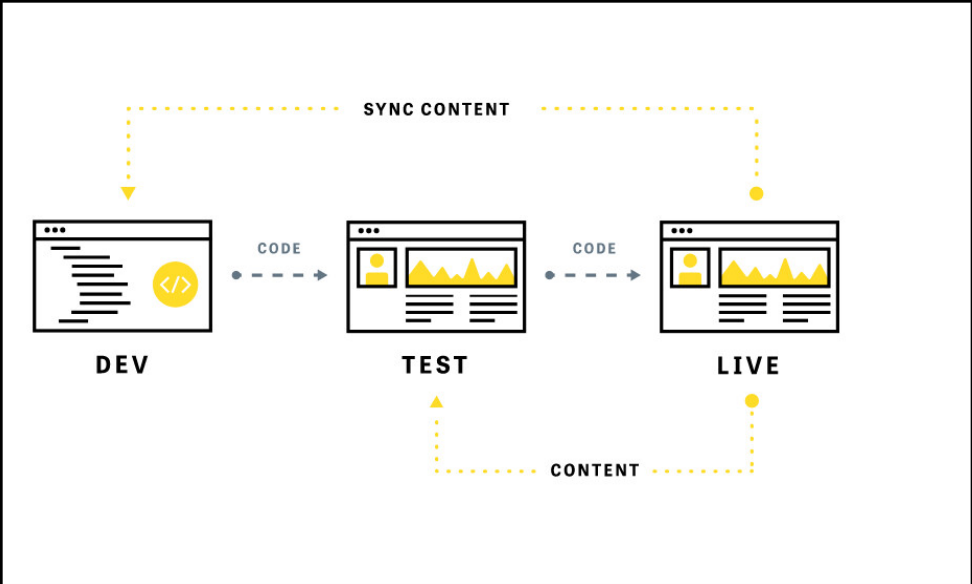 SYNC CONTENT
CODE
CODE
</>
DEV
TEST
LIVE
CONTENT